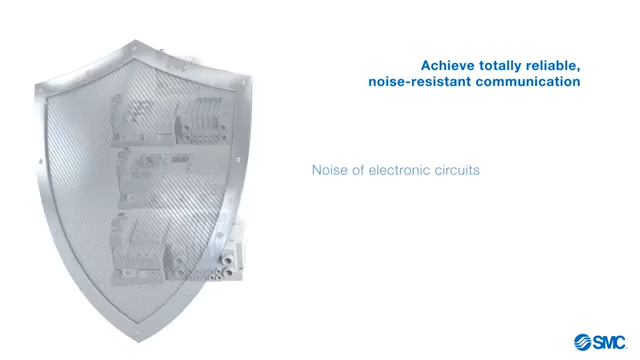 Achieve totally reliable,
noise-resistant communication
Noise of electronic circuits
SMC